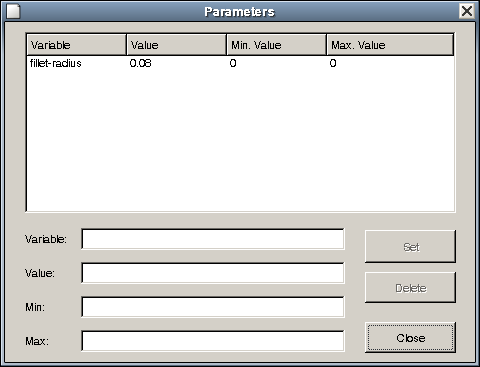 Parameters
Variable Value Min. Value Max. Value
fillet-radius 0.08 0 0
Variable:
Set
Value:
Delete
Min:
Max:
Close